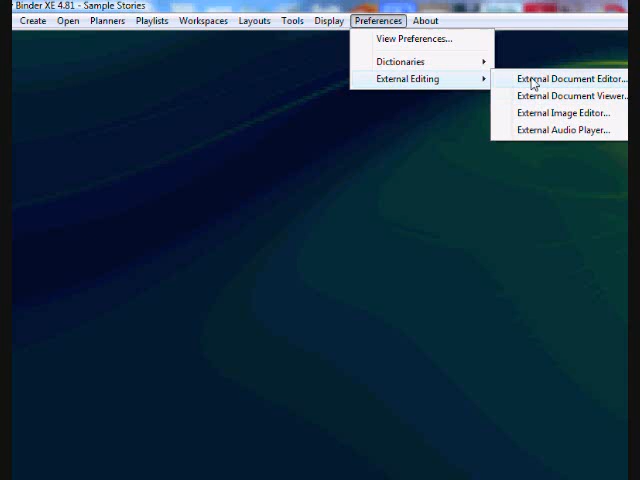 Binder XE 4.81 - Sample Stories
Create Open Planners Playlists Workspaces Layouts Tools Display Preferences About
View Preferences...
Dictionaries
External Editing
External Document Editor...
External Document Viewer..
External Image Editor...
External Audio Player...